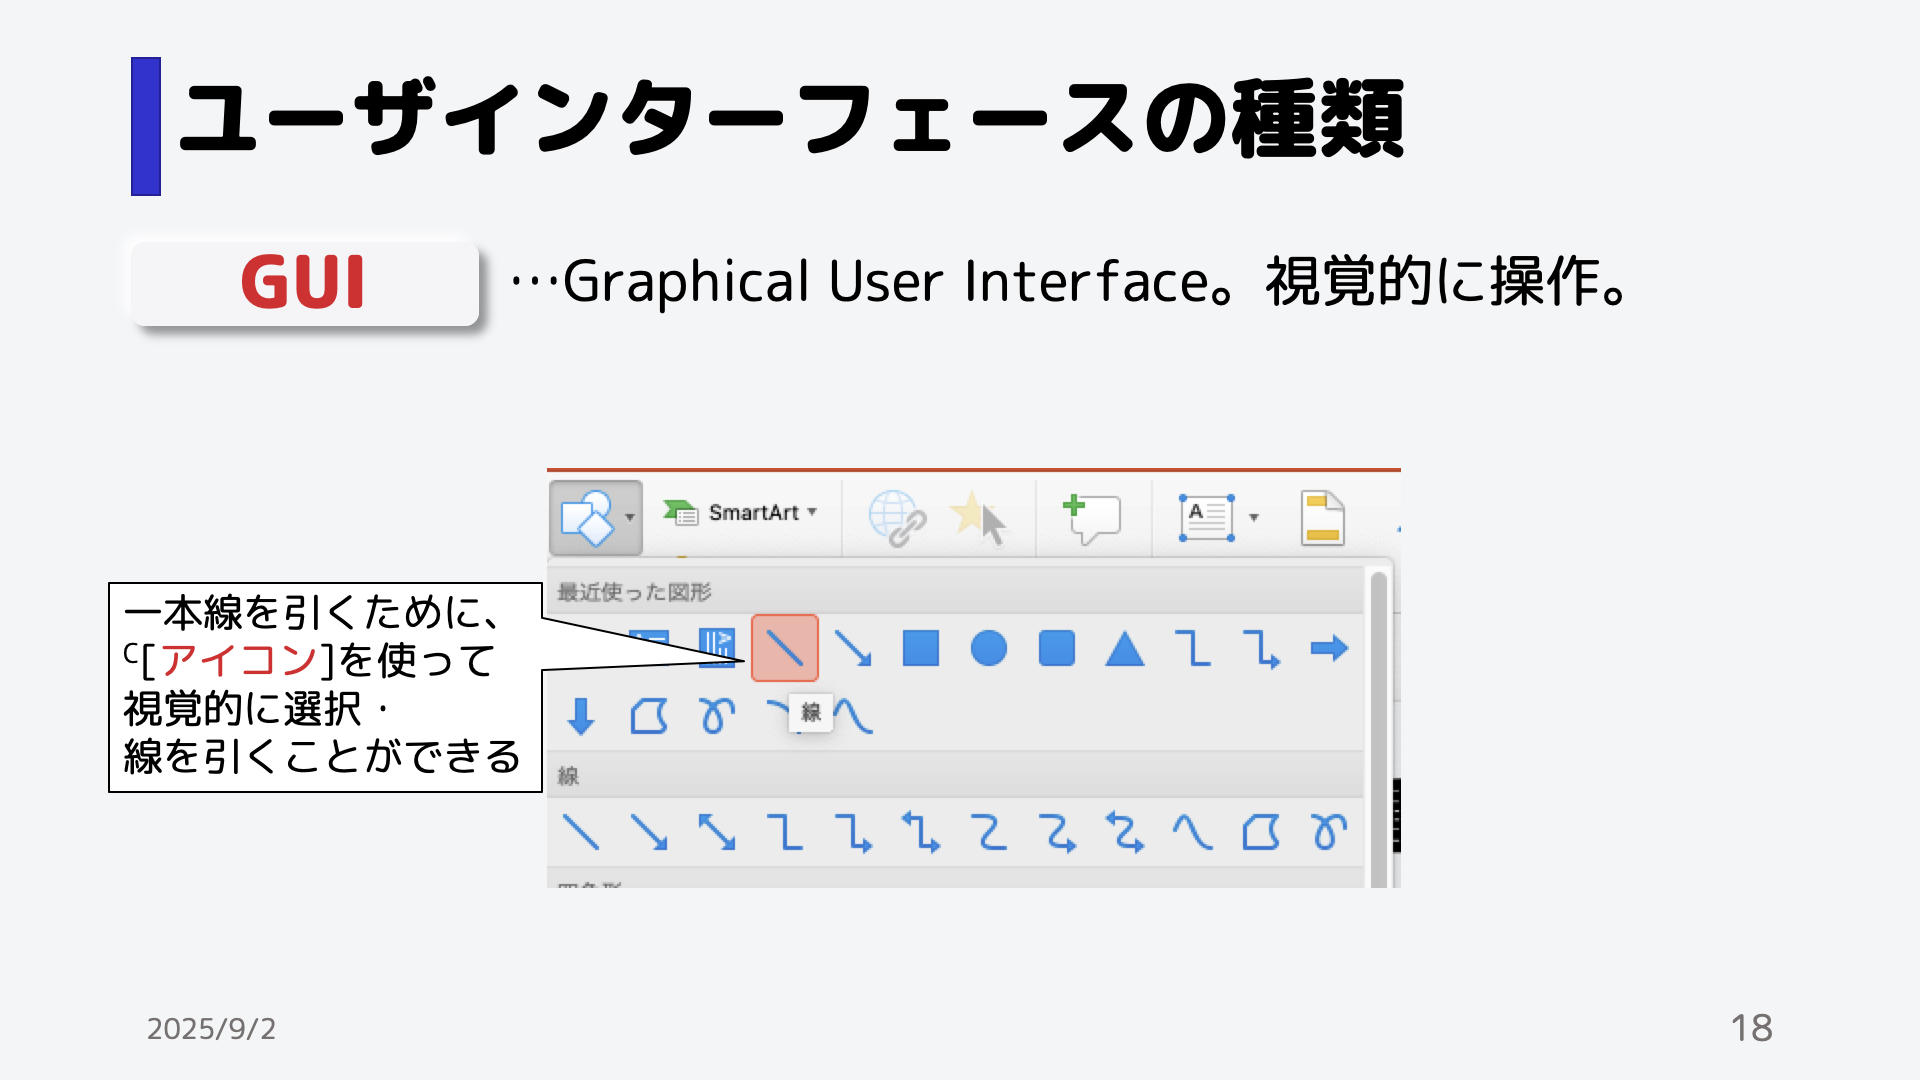 ユーザインターフェースの種類
GUI
…Graphical User Interface。視覚的に操作。
SmartArt
A
最近使った図形
一本線を引くために、
C[アイコン]を使って
視覚的に選択・
線を引くことができる
線
線
2025/9/2
18